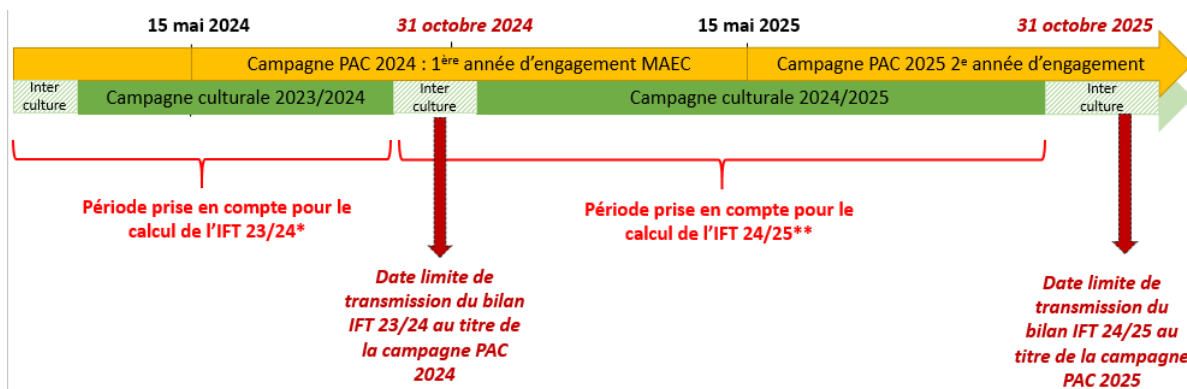 15 mai 2024
31 octobre 2024
15 mai 2025
31 octobre 2025
Campagne PAC 2024 : 1ère année d'engagement MAEC
Campagne PAC 2025 2e année d'engagement
Inter
culture
Campagne culturale 2023/2024
Inter
culture
Campagne culturale 2024/2025
Inter
culture
Période prise en compte pour le
calcul de l'IFT 23/24*
Période prise en compte pour le
calcul de l'IFT 24/25**
Date limite de
transmission du bilan
IFT 23/24 au titre de
la campagne PAC
2024
Date limite de
transmission du
bilan IFT 24/25 au
titre de la campagne
PAC 2025